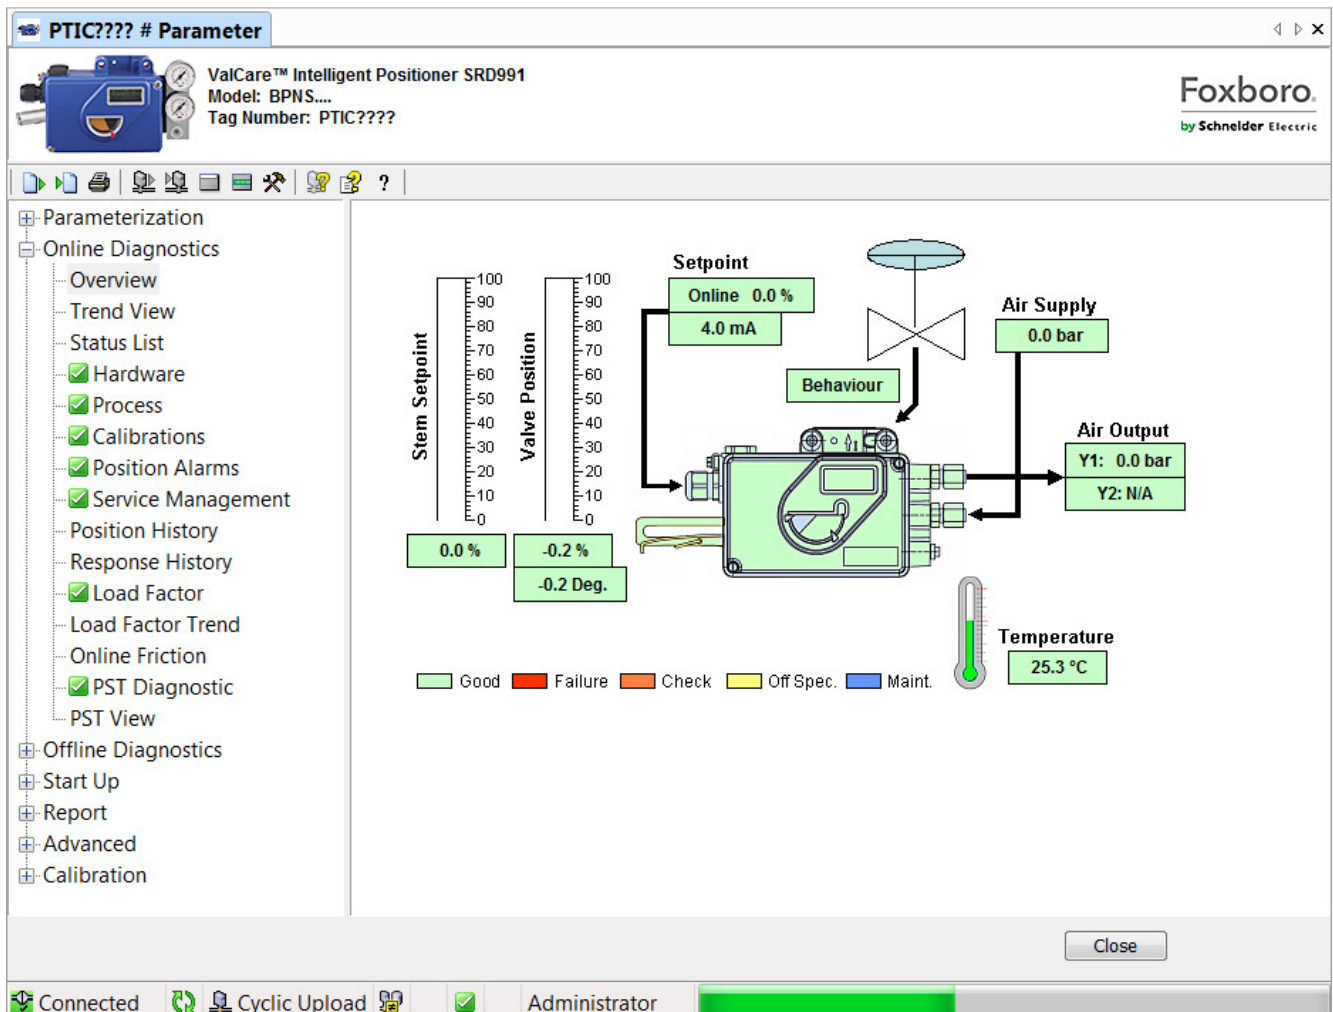 PTIC???? # Parameter
ValCare™ Intelligent Positioner SRD991
Model: BPNS....
Tag Number: PTIC????
Foxboro.
by Schneider Electric
?
Parameterization
Online Diagnostics
Overview
Trend View
Status List
Hardware
Process
Calibrations
Position Alarms
Service Management
Position History
Response History
Load Factor
Load Factor Trend
Online Friction
PST Diagnostic
PST View
Offline Diagnostics
Start Up
Report
Advanced
Calibration
Stem Setpoint
100
90
80
70
60
50
40
30
20
10
0
0.0 %
Valve Position
100
90
80
70
60
50
40
30
20
10
0
-0.2 %
-0.2 Deg.
Setpoint
Online 0.0 %
4.0 mA
Behaviour
Air Supply
0.0 bar
Air Output
Y1: 0.0 bar
Y2: N/A
Temperature
25.3 °C
Good Failure Check Off Spec. Maint.
Close
Connected Cyclic Upload Administrator